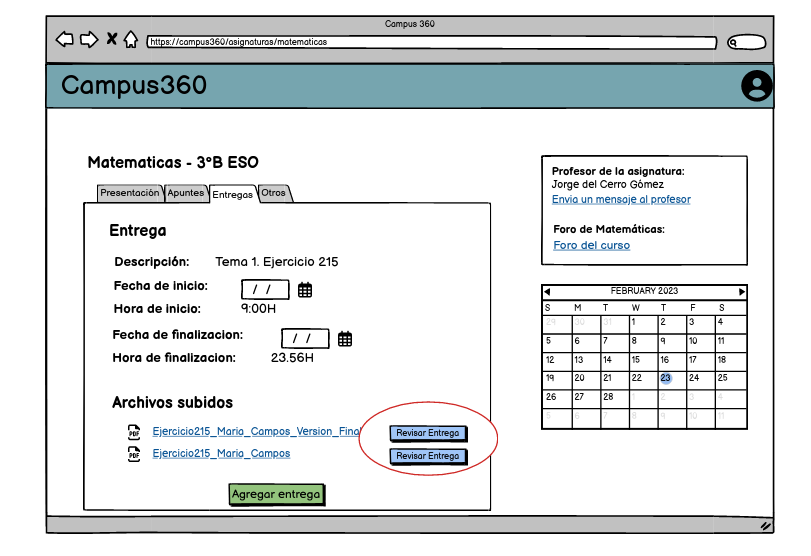 Campus 360
https://campus360/asignaturas/matematicas
Campus360
Matematicas - 3ºB ESO
Presentación Apuntes Entregas Otros
Entrega
Descripción: Tema 1. Ejercicio 215
Fecha de inicio: / /
Hora de inicio: 9:00H
Fecha de finalizacion: / /
Hora de finalizacion: 23.56H
Archivos subidos
PDF Ejercicio215_Maria_Campos_Version_Final Revisar Entrega
PDF Ejercicio215_Maria_Campos Revisar Entrega
Agregar entrega
Profesor de la asignatura:
Jorge del Cerro Gómez
Envia un mensaje al profesor
Foro de Matemáticas:
Foro del curso
FEBRUARY 2023
S M T W T F S
29 30 31 1 2 3 4
5 6 7 8 9 10 11
12 13 14 15 16 17 18
19 20 21 22 23 24 25
26 27 28 1 2 3 4
5 6 7 8 9 10 11